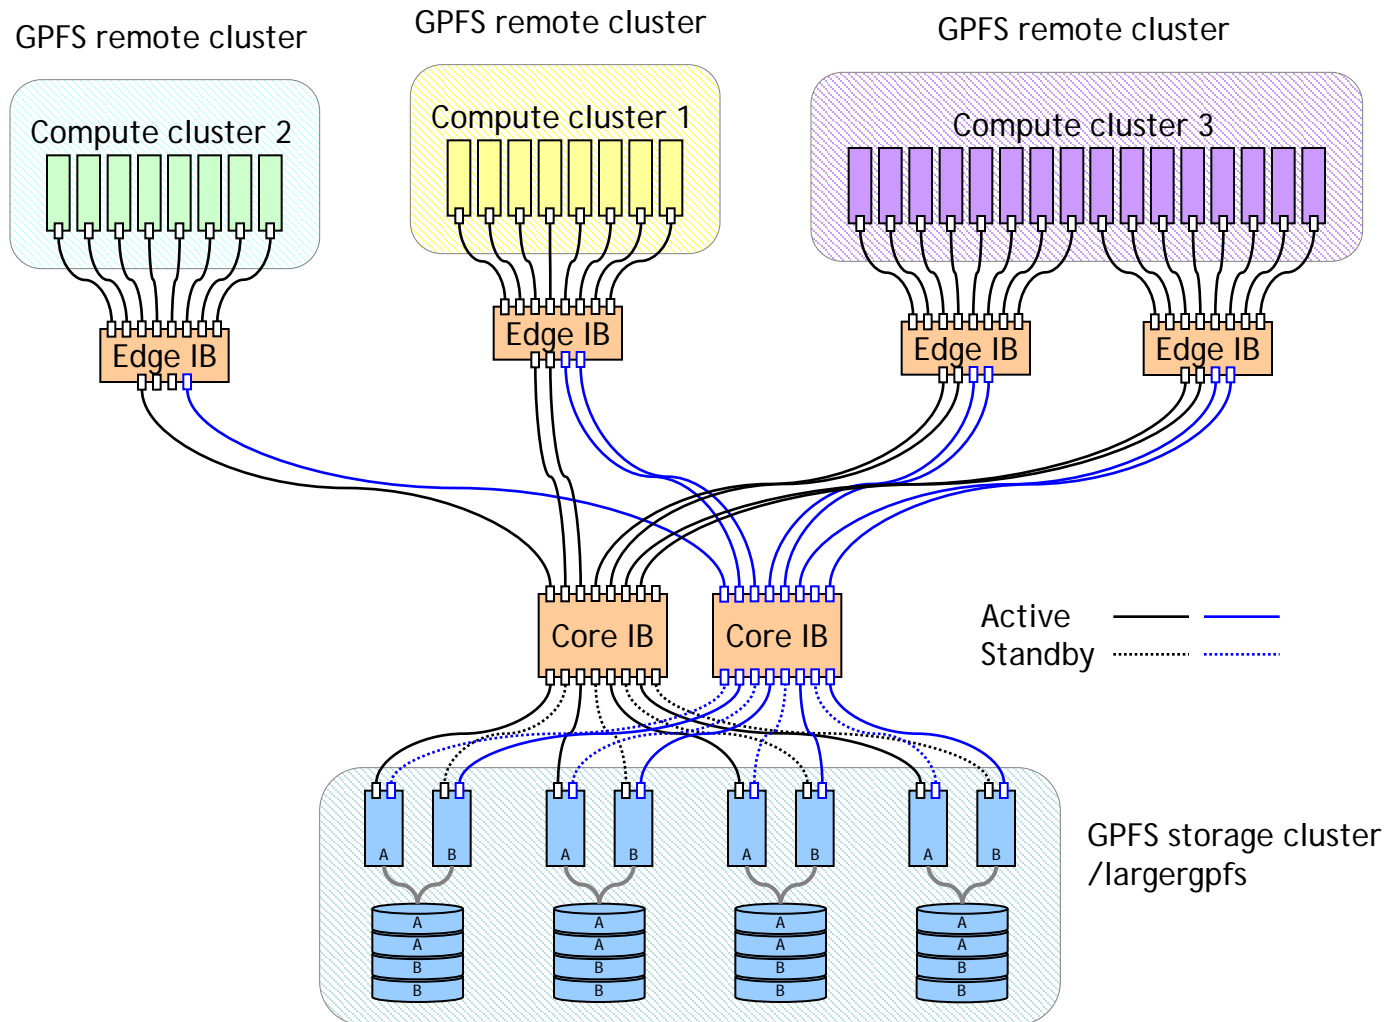 GPFS remote cluster
GPFS remote cluster
GPFS remote cluster
Compute cluster 2
Compute cluster 1
Compute cluster 3
Edge IB
Edge IB
Edge IB
Edge IB
Core IB
Core IB
Active
Standby
A
B
A
B
A
B
A
B
GPFS storage cluster
/largergpfs
A
A
B
B
A
A
B
B
A
A
B
B
A
A
B
B